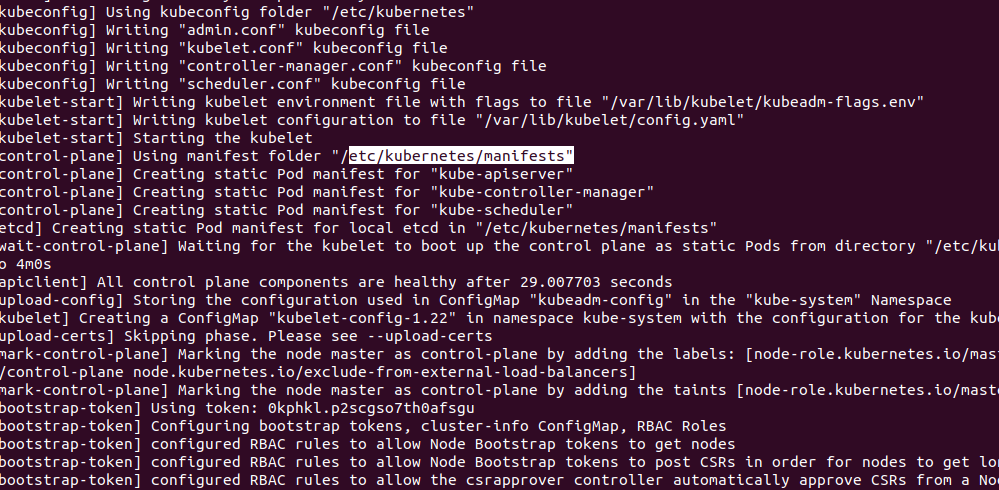 kubeconfig] Using kubeconfig folder "/etc/kubernetes"
kubeconfig] Writing "admin.conf" kubeconfig file
kubeconfig] Writing "kubelet.conf" kubeconfig file
kubeconfig] Writing "controller-manager.conf" kubeconfig file
kubeconfig] Writing "scheduler.conf" kubeconfig file
kubelet-start] Writing kubelet environment file with flags to file "/var/lib/kubelet/kubeadm-flags.env"
kubelet-start] Writing kubelet configuration to file "/var/lib/kubelet/config.yaml"
kubelet-start] Starting the kubelet
control-plane] Using manifest folder "/etc/kubernetes/manifests"
control-plane] Creating static Pod manifest for "kube-apiserver"
control-plane] Creating static Pod manifest for "kube-controller-manager"
control-plane] Creating static Pod manifest for "kube-scheduler"
etcd] Creating static Pod manifest for local etcd in "/etc/kubernetes/manifests"
wait-control-plane] Waiting for the kubelet to boot up the control plane as static Pods from directory "/etc/kub
o 4m0s
apiclient] All control plane components are healthy after 29.007703 seconds
upload-config] Storing the configuration used in ConfigMap "kubeadm-config" in the "kube-system" Namespace
kubelet] Creating a ConfigMap "kubelet-config-1.22" in namespace kube-system with the configuration for the kube
upload-certs] Skipping phase. Please see --upload-certs
mark-control-plane] Marking the node master as control-plane by adding the labels: [node-role.kubernetes.io/mas
/control-plane node.kubernetes.io/exclude-from-external-load-balancers]
mark-control-plane] Marking the node master as control-plane by adding the taints [node-role.kubernetes.io/maste
bootstrap-token] Using token: 0kphkl.p2scgso7th0afsgu
bootstrap-token] Configuring bootstrap tokens, cluster-info ConfigMap, RBAC Roles
bootstrap-token] configured RBAC rules to allow Node Bootstrap tokens to get nodes
bootstrap-token] configured RBAC rules to allow Node Bootstrap tokens to post CSRs in order for nodes to get lon
bootstrap-token] configured RBAC rules to allow the csrapprover controller automatically approve CSRs from a Nod